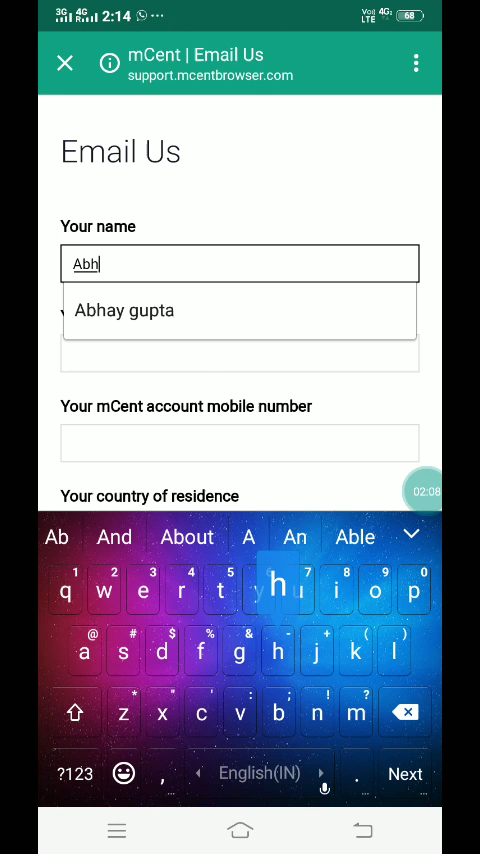 3G 4G R 2:14 ... Vo) LTE 4G 68
mCent | Email Us
support.mcentbrowser.com
Email Us
Your name
Abh
Abhay gupta
Your mCent account mobile number
02:08
Your country of residence
Ab And About A An Able
1 2 3 4 5 7 8 9 0
q w e r t y h u i o p
@ # $ % & - + ( )
a s d f g h j k l
* " ' : ; ! ?
z x c v b n m
?123 , English(IN) . Next